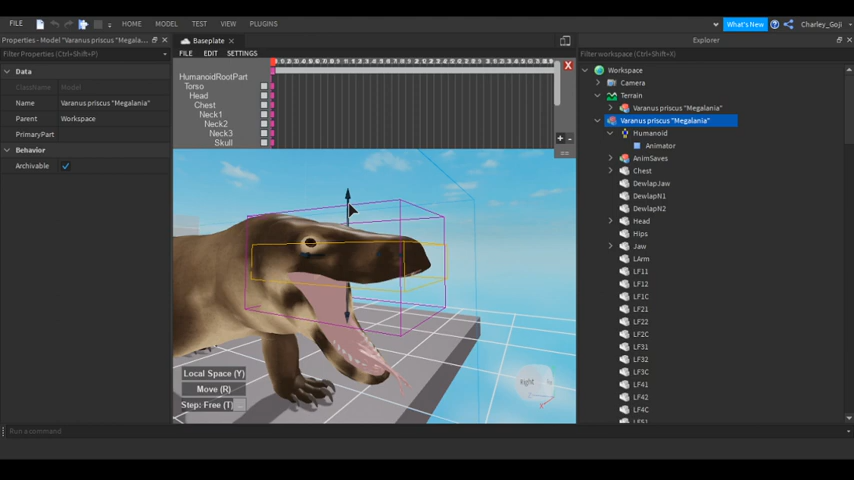 FILE HOME MODEL TEST VIEW PLUGINS What's New Charley_Goji
Properties - Model "Varanus priscus "Megala...
Filter Properties (Ctrl+Shift+P)
Data
ClassName Model
Name Varanus priscus "Megalania"
Parent Workspace
PrimaryPart
Behavior
Archivable
Baseplate
FILE EDIT SETTINGS
HumanoidRootPart
Torso
Head
Chest
Neck1
Neck2
Neck3
Skull
Local Space (Y)
Move (R)
Step: Free (T)
Right
Explorer
Filter workspace (Ctrl+Shift+X)
Workspace
Camera
Terrain
Varanus priscus "Megalania"
Varanus priscus "Megalania"
Humanoid
Animator
AnimSaves
Chest
DewlapJaw
DewlapN1
DewlapN2
Head
Hips
Jaw
LArm
LF11
LF12
LF1C
LF21
LF22
LF2C
LF31
LF32
LF3C
LF41
LF42
LF4C
Run a command